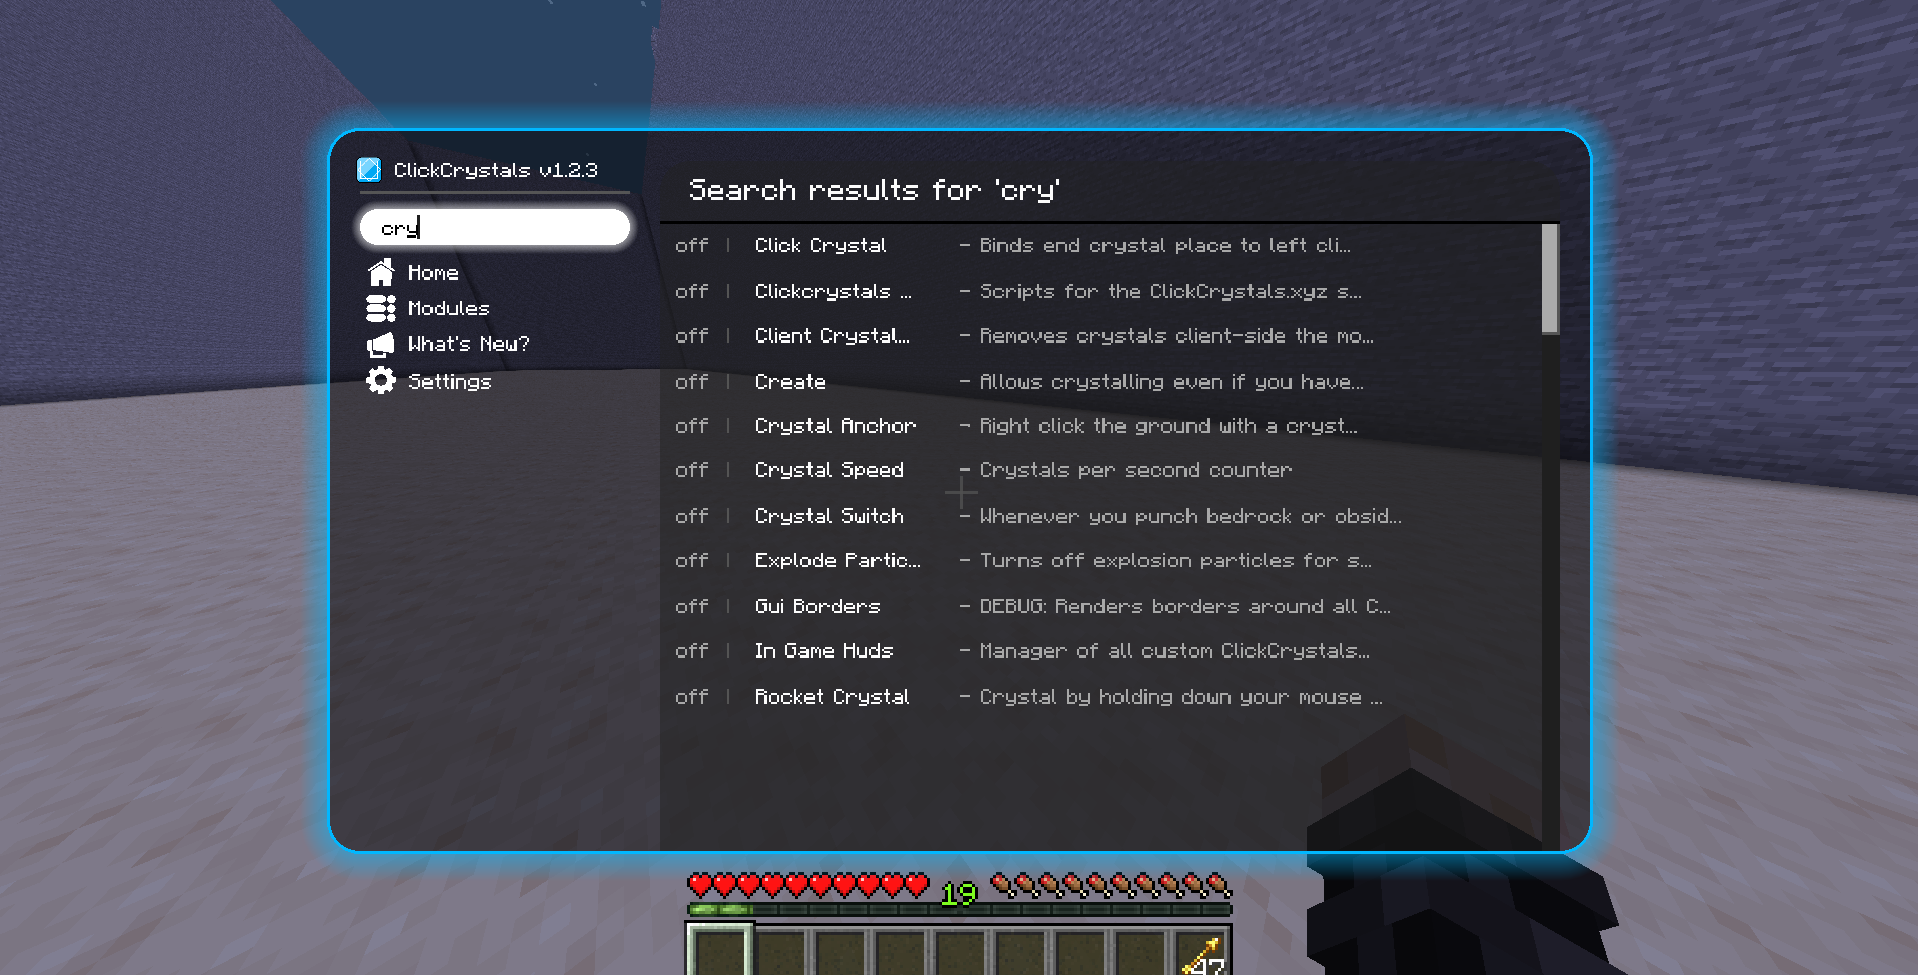 ClickCrystals v1.2.3
cry
Home
Modules
What's New?
Settings
Search results for 'cry'
off | Click Crystal - Binds end crystal place to left cli...
off | Clickcrystals ... - Scripts for the ClickCrystals.xyz s...
off | Client Crystal... - Removes crystals client-side the mo...
off | Create - Allows crystalling even if you have...
off | Crystal Anchor - Right click the ground with a cryst...
off | Crystal Speed - Crystals per second counter
off | Crystal Switch - Whenever you punch bedrock or obsid...
off | Explode Partic... - Turns off explosion particles for s...
off | Gui Borders - DEBUG: Renders borders around all C...
off | In Game Huds - Manager of all custom ClickCrystals...
off | Rocket Crystal - Crystal by holding down your mouse ...
19
47